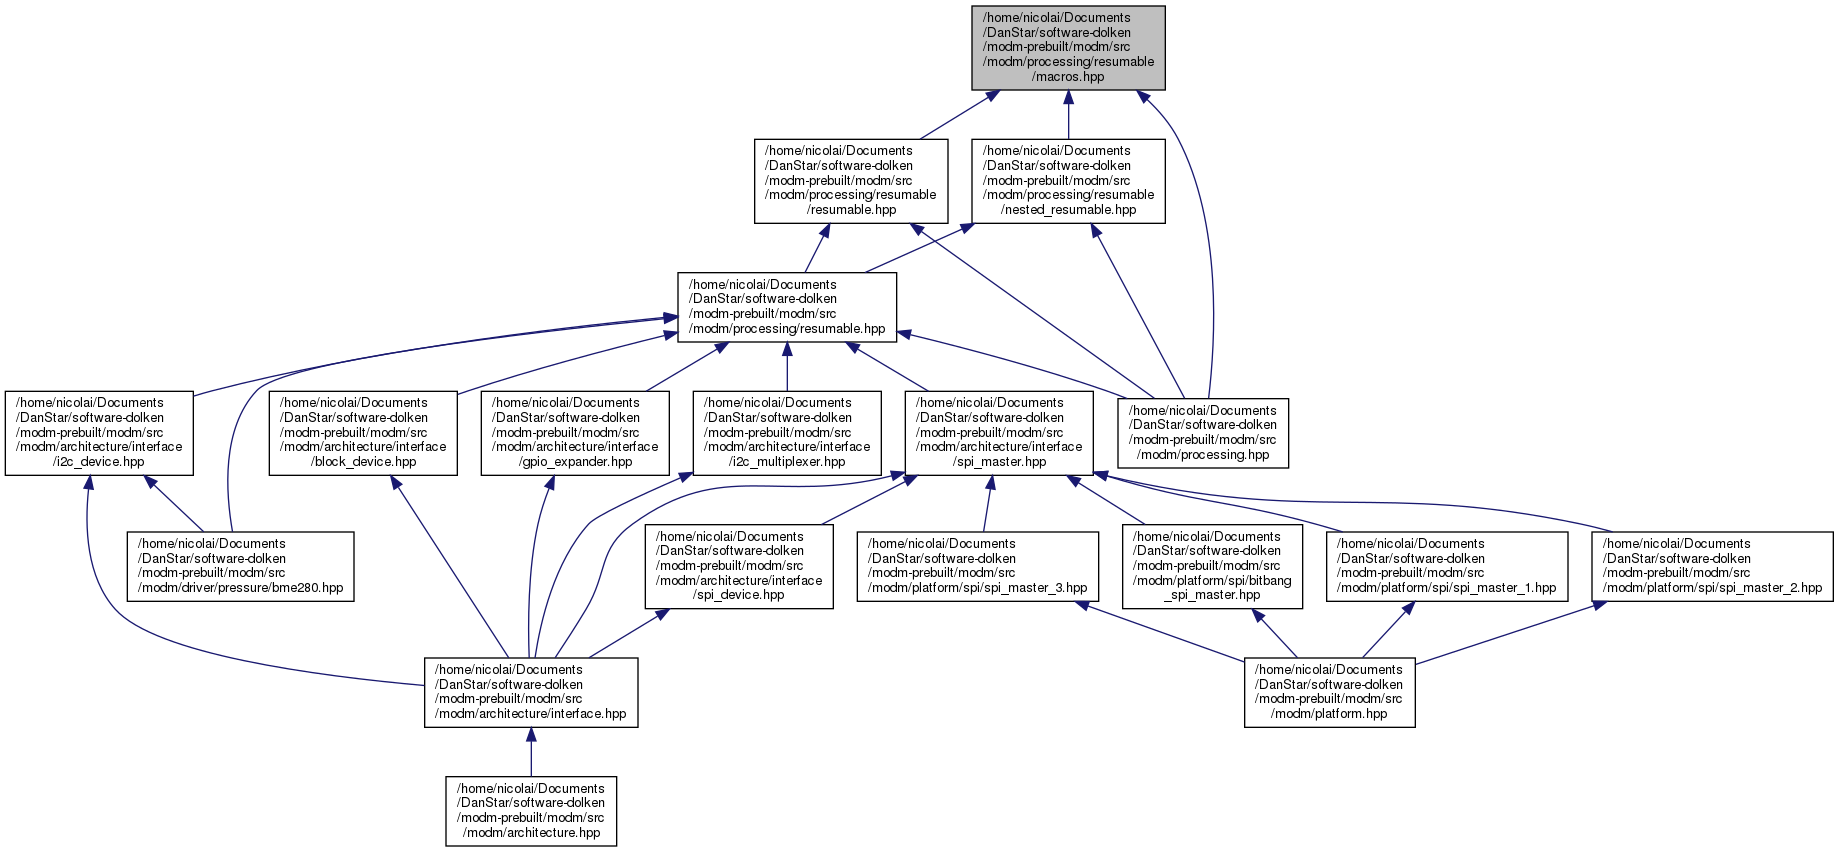 /home/nicolai/Documents
/DanStar/software-dolken
/modm-prebuilt/modm/src
/modm/processing/resumable
/macros.hpp
/home/nicolai/Documents
/DanStar/software-dolken
/modm-prebuilt/modm/src
/modm/processing/resumable
/resumable.hpp
/home/nicolai/Documents
/DanStar/software-dolken
/modm-prebuilt/modm/src
/modm/processing/resumable
/nested_resumable.hpp
/home/nicolai/Documents
/DanStar/software-dolken
/modm-prebuilt/modm/src
/modm/processing/resumable.hpp
/home/nicolai/Documents
/DanStar/software-dolken
/modm-prebuilt/modm/src
/modm/architecture/interface
/i2c_device.hpp
/home/nicolai/Documents
/DanStar/software-dolken
/modm-prebuilt/modm/src
/modm/architecture/interface
/block_device.hpp
/home/nicolai/Documents
/DanStar/software-dolken
/modm-prebuilt/modm/src
/modm/architecture/interface
/gpio_expander.hpp
/home/nicolai/Documents
/DanStar/software-dolken
/modm-prebuilt/modm/src
/modm/architecture/interface
/i2c_multiplexer.hpp
/home/nicolai/Documents
/DanStar/software-dolken
/modm-prebuilt/modm/src
/modm/architecture/interface
/spi_master.hpp
/home/nicolai/Documents
/DanStar/software-dolken
/modm-prebuilt/modm/src
/modm/processing.hpp
/home/nicolai/Documents
/DanStar/software-dolken
/modm-prebuilt/modm/src
/modm/driver/pressure/bme280.hpp
/home/nicolai/Documents
/DanStar/software-dolken
/modm-prebuilt/modm/src
/modm/architecture/interface
/spi_device.hpp
/home/nicolai/Documents
/DanStar/software-dolken
/modm-prebuilt/modm/src
/modm/platform/spi/spi_master_3.hpp
/home/nicolai/Documents
/DanStar/software-dolken
/modm-prebuilt/modm/src
/modm/platform/spi/bitbang
_spi_master.hpp
/home/nicolai/Documents
/DanStar/software-dolken
/modm-prebuilt/modm/src
/modm/platform/spi/spi_master_1.hpp
/home/nicolai/Documents
/DanStar/software-dolken
/modm-prebuilt/modm/src
/modm/platform/spi/spi_master_2.hpp
/home/nicolai/Documents
/DanStar/software-dolken
/modm-prebuilt/modm/src
/modm/architecture/interface.hpp
/home/nicolai/Documents
/DanStar/software-dolken
/modm-prebuilt/modm/src
/modm/platform.hpp
/home/nicolai/Documents
/DanStar/software-dolken
/modm-prebuilt/modm/src
/modm/architecture.hpp